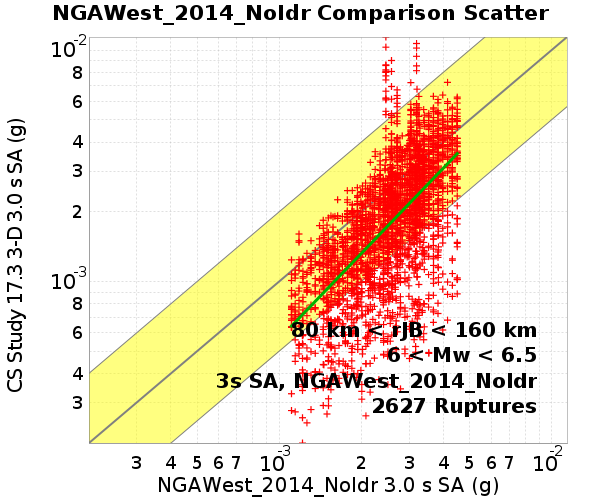 NGAWest_2014_NoIdr Comparison Scatter
10-2
8
6
4
3
2
10-3
8
6
4
3
CS Study 17.3 3-D 3.0 s SA (g)
80 km < rJB < 160 km
6 < Mw < 6.5
3s SA, NGAWest_2014_NoIdr
2627 Ruptures
3 4 5 6 7 10-3 2 3 4 5 6 7 10-2
NGAWest_2014_NoIdr 3.0 s SA (g)